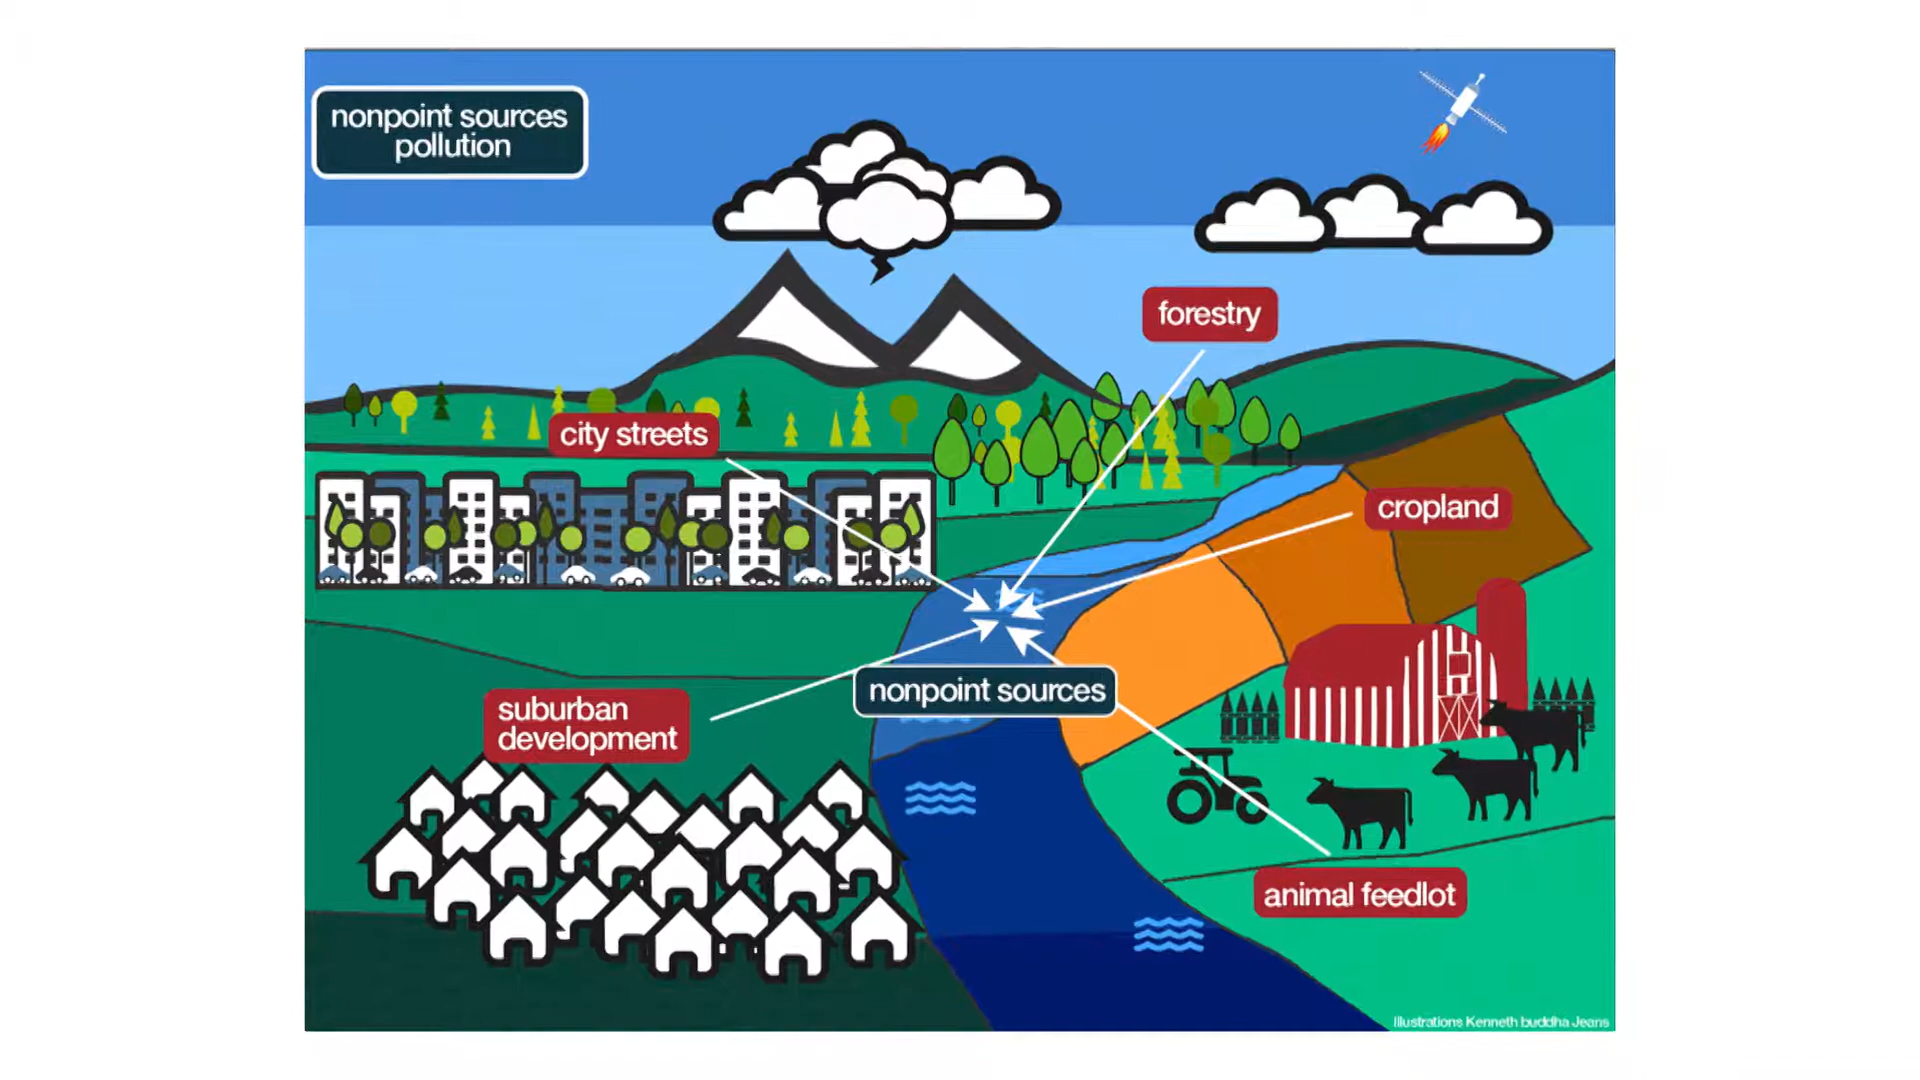 nonpoint sources
pollution
forestry
city streets
cropland
nonpoint sources
suburban
development
animal feedlot
Illustrations Kenneth buddha Jeans